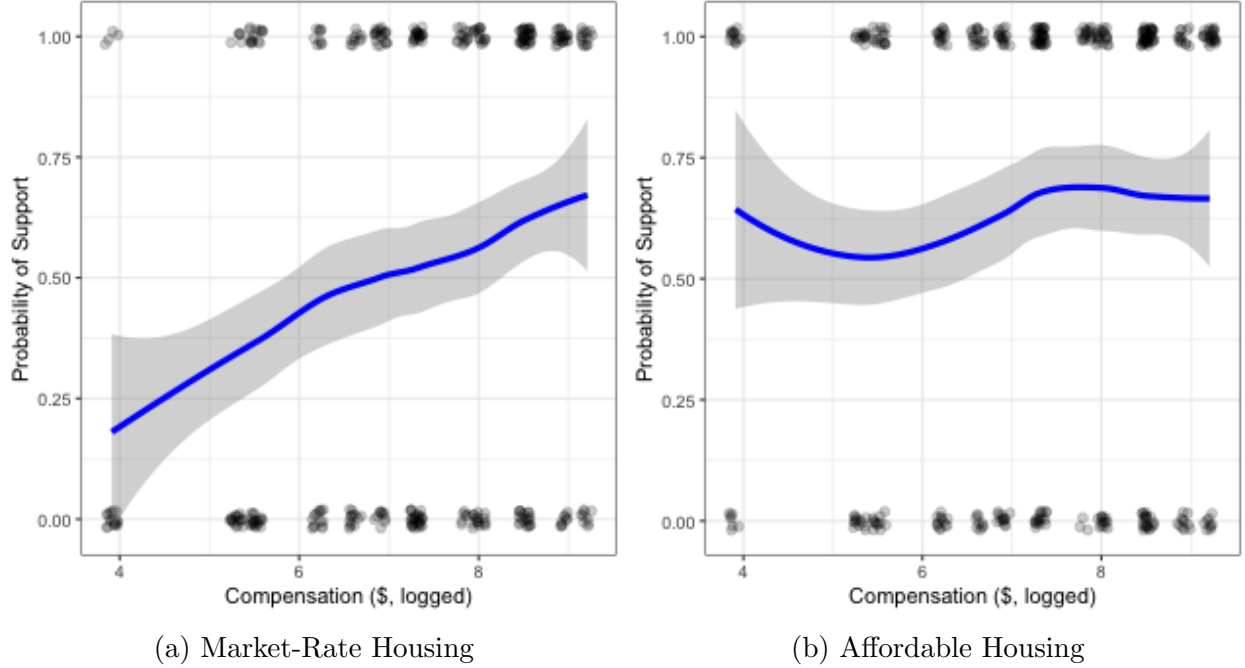 1.00
0.75
0.50
0.25
0.00
Probability of Support
4 6 8
Compensation ($, logged)
(a) Market-Rate Housing
1.00
0.75
0.50
0.25
0.00
Probability of Support
4 6 8
Compensation ($, logged)
(b) Affordable Housing